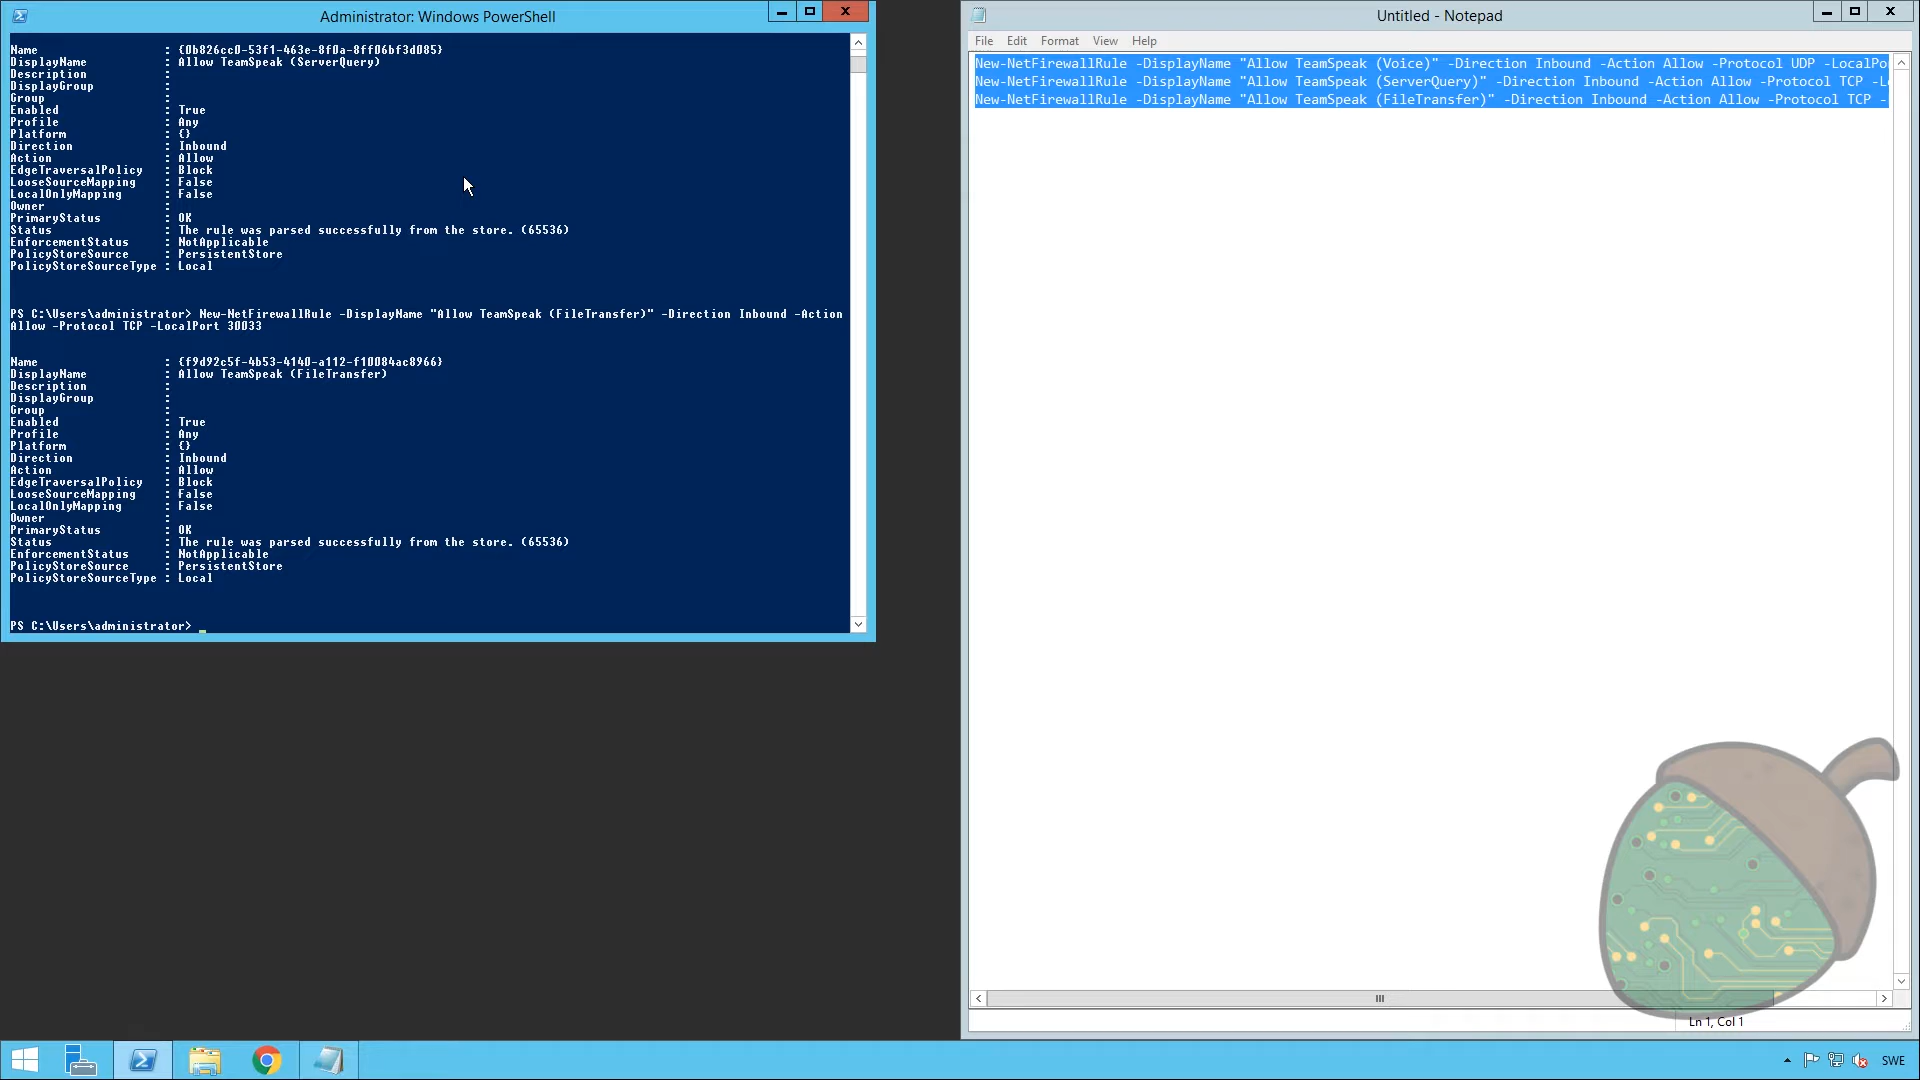 Administrator: Windows PowerShell
Name : {0b826cc0-53f1-463e-8f0a-8ff06bf3d085}
DisplayName : Allow TeamSpeak (ServerQuery)
Description :
DisplayGroup :
Group :
Enabled : True
Profile : Any
Platform : {}
Direction : Inbound
Action : Allow
EdgeTraversalPolicy : Block
LooseSourceMapping : False
LocalOnlyMapping : False
Owner :
PrimaryStatus : OK
Status : The rule was parsed successfully from the store. (65536)
EnforcementStatus : NotApplicable
PolicyStoreSource : PersistentStore
PolicyStoreSourceType : Local
PS C:\Users\administrator> New-NetFirewallRule -DisplayName "Allow TeamSpeak (FileTransfer)" -Direction Inbound -Action
Allow -Protocol TCP -LocalPort 30033
Name : {f9d92c5f-4b53-4140-a112-f10084ac8966}
DisplayName : Allow TeamSpeak (FileTransfer)
Description :
DisplayGroup :
Group :
Enabled : True
Profile : Any
Platform : {}
Direction : Inbound
Action : Allow
EdgeTraversalPolicy : Block
LooseSourceMapping : False
LocalOnlyMapping : False
Owner :
PrimaryStatus : OK
Status : The rule was parsed successfully from the store. (65536)
EnforcementStatus : NotApplicable
PolicyStoreSource : PersistentStore
PolicyStoreSourceType : Local
PS C:\Users\administrator> _
Untitled - Notepad
File Edit Format View Help
New-NetFirewallRule -DisplayName "Allow TeamSpeak (Voice)" -Direction Inbound -Action Allow -Protocol UDP -LocalPo
New-NetFirewallRule -DisplayName "Allow TeamSpeak (ServerQuery)" -Direction Inbound -Action Allow -Protocol TCP -L
New-NetFirewallRule -DisplayName "Allow TeamSpeak (FileTransfer)" -Direction Inbound -Action Allow -Protocol TCP -
Ln 1, Col 1
SWE